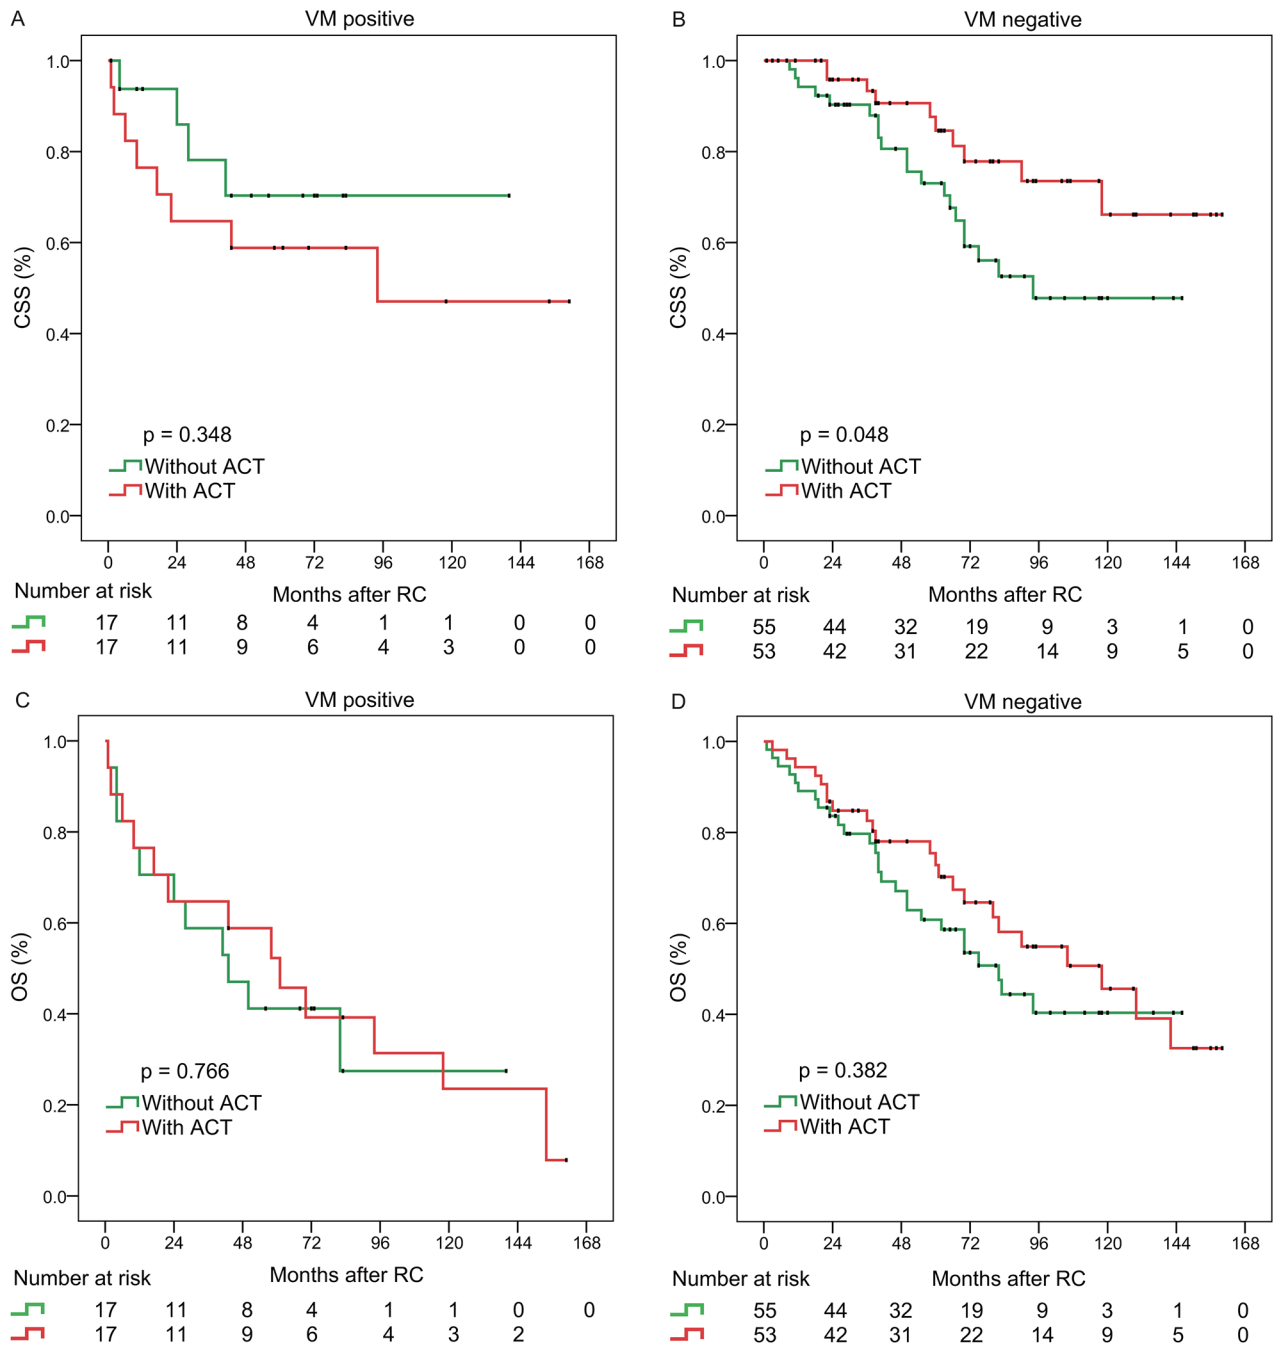 A
VM positive
1.0
0.8
0.6
0.4
0.2
0.0
CSS (%)
p = 0.348
Without ACT
With ACT
0 24 48 72 96 120 144 168
Number at risk
Months after RC
17 11 8 4 1 1 0 0
17 11 9 6 4 3 0 0
B
VM negative
1.0
0.8
0.6
0.4
0.2
0.0
CSS (%)
p = 0.048
Without ACT
With ACT
0 24 48 72 96 120 144 168
Number at risk
Months after RC
55 44 32 19 9 3 1 0
53 42 31 22 14 9 5 0
C
VM positive
1.0
0.8
0.6
0.4
0.2
0.0
OS (%)
p = 0.766
Without ACT
With ACT
0 24 48 72 96 120 144 168
Number at risk
Months after RC
17 11 8 4 1 1 0 0
17 11 9 6 4 3 2
D
VM negative
1.0
0.8
0.6
0.4
0.2
0.0
OS (%)
p = 0.382
Without ACT
With ACT
0 24 48 72 96 120 144 168
Number at risk
Months after RC
55 44 32 19 9 3 1 0
53 42 31 22 14 9 5 0